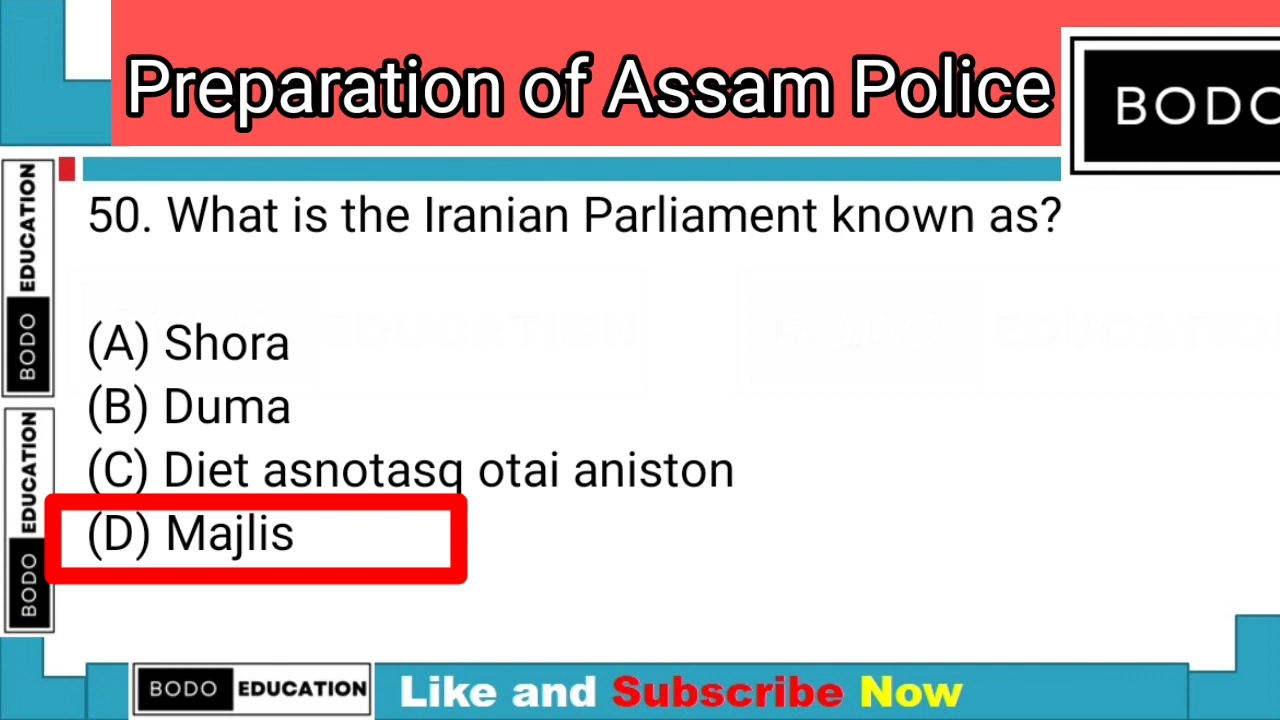 Preparation of Assam Police
BODO
50. What is the Iranian Parliament known as?
(A) Shora
(B) Duma
(C) Diet asnotasq otai aniston
(D) Majlis
BODO EDUCATION
BODO EDUCATION
BODO EDUCATION
Like and Subscribe Now